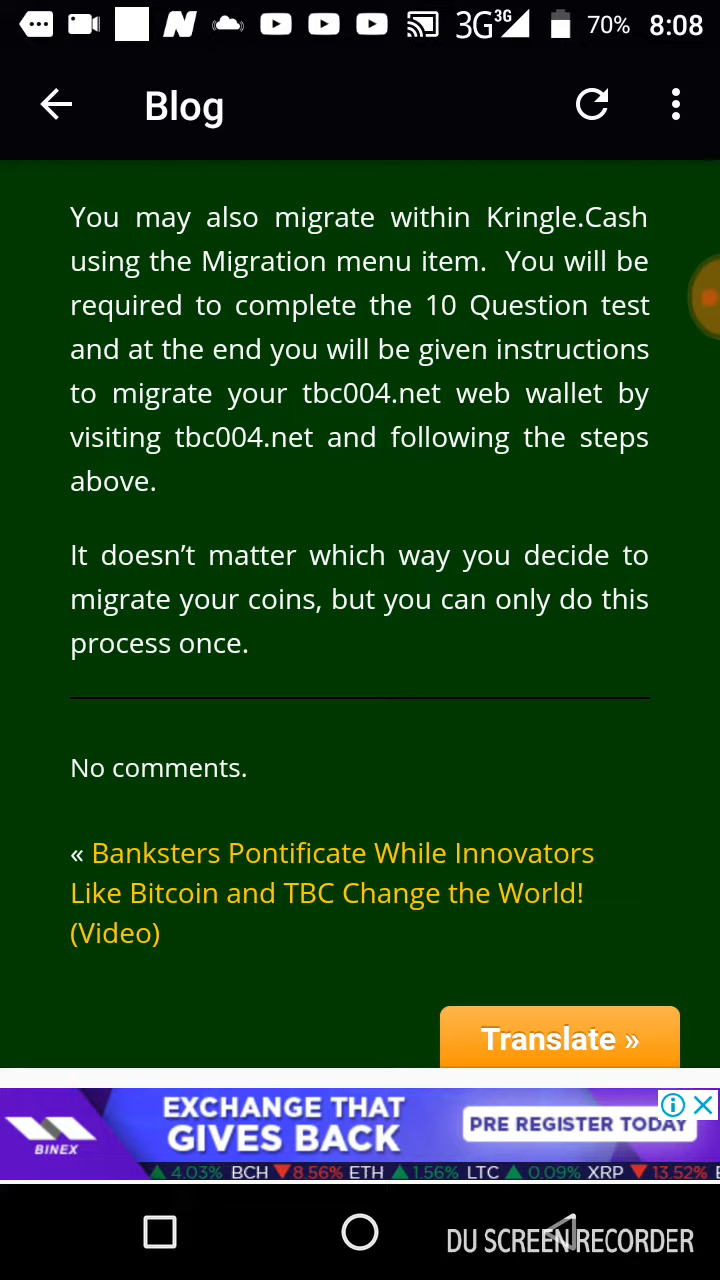 3G 3G 70% 8:08
Blog
You may also migrate within Kringle.Cash
using the Migration menu item. You will be
required to complete the 10 Question test
and at the end you will be given instructions
to migrate your tbc004.net web wallet by
visiting tbc004.net and following the steps
above.
It doesn’t matter which way you decide to
migrate your coins, but you can only do this
process once.
No comments.
« Banksters Pontificate While Innovators
Like Bitcoin and TBC Change the World!
(Video)
Translate »
EXCHANGE THAT
GIVES BACK
PRE REGISTER TODAY
BINEX
▲ 4.03% BCH ▼ 8.56% ETH ▲ 1.56% LTC ▲ 0.09% XRP ▼ 13.52%
DU SCREEN RECORDER